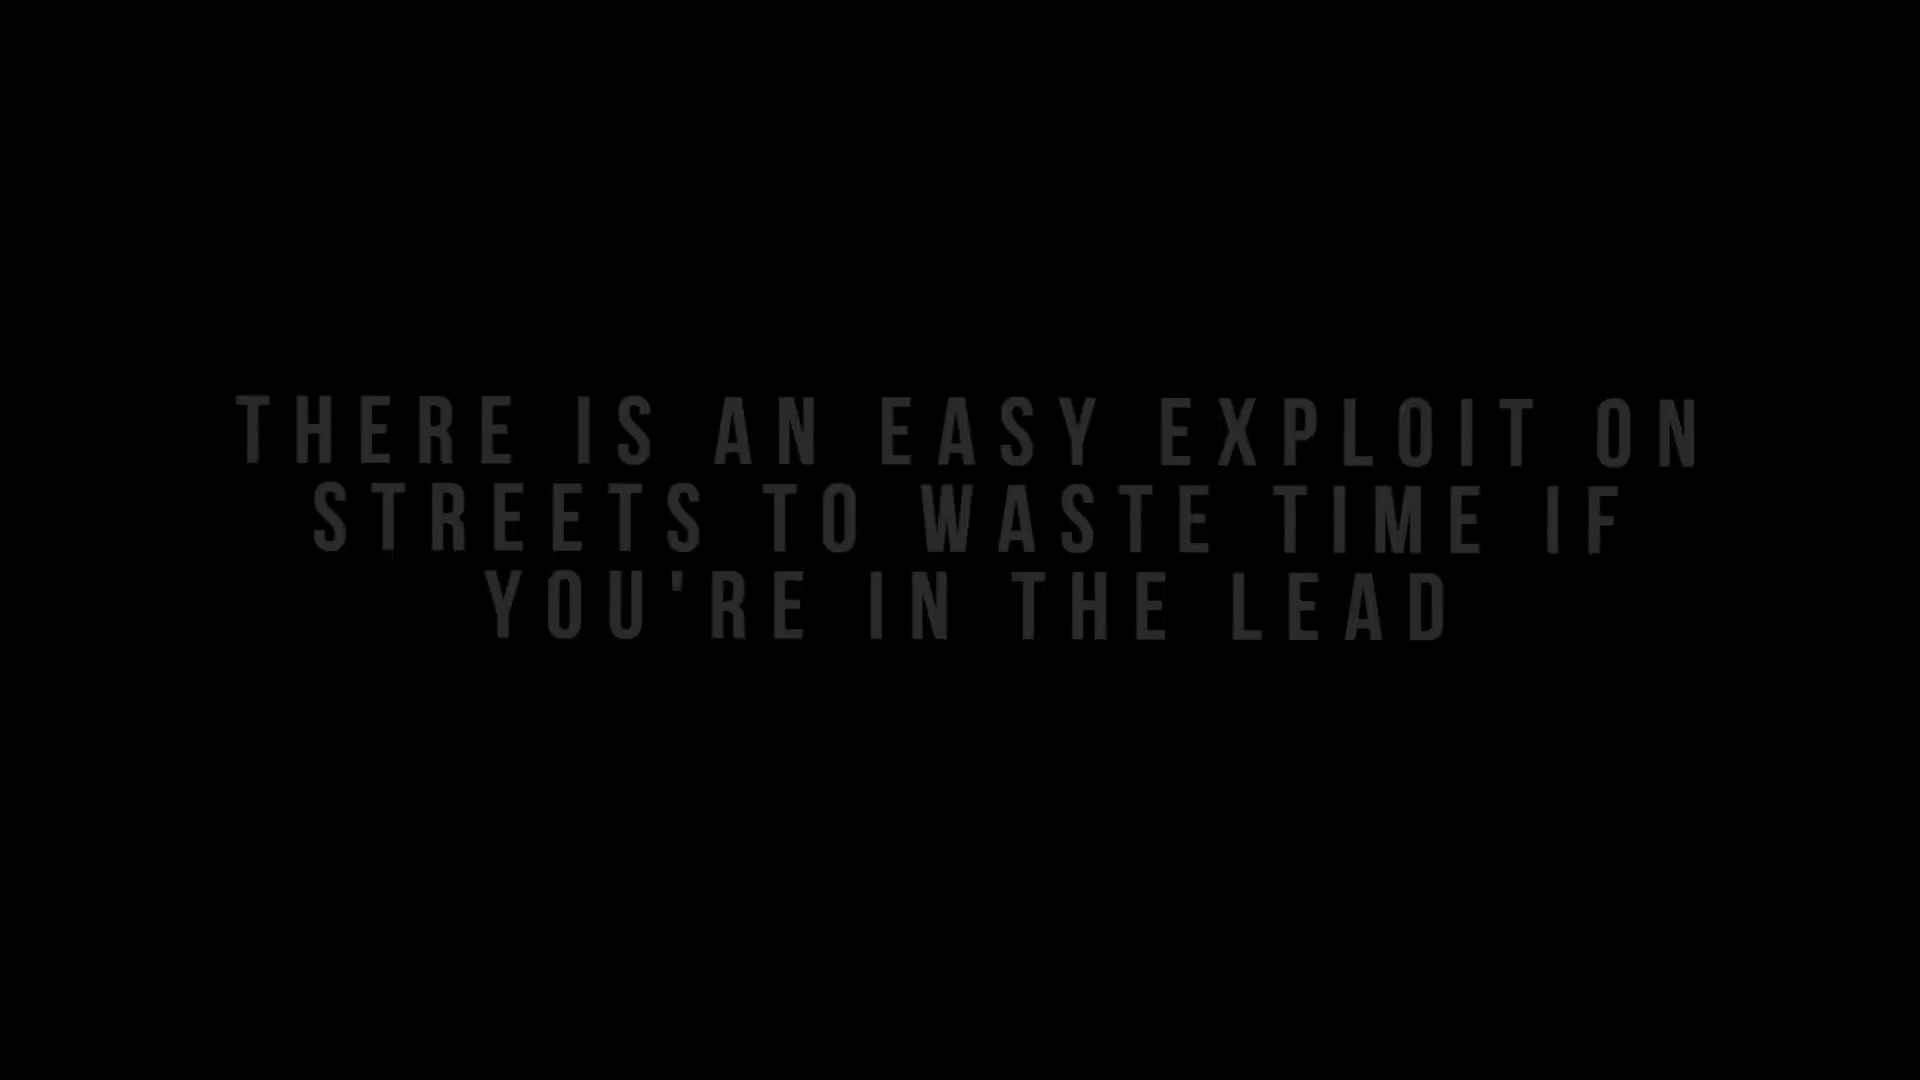 THERE IS AN EASY EXPLOIT ON
STREETS TO WASTE TIME IF
YOU'RE IN THE LEAD